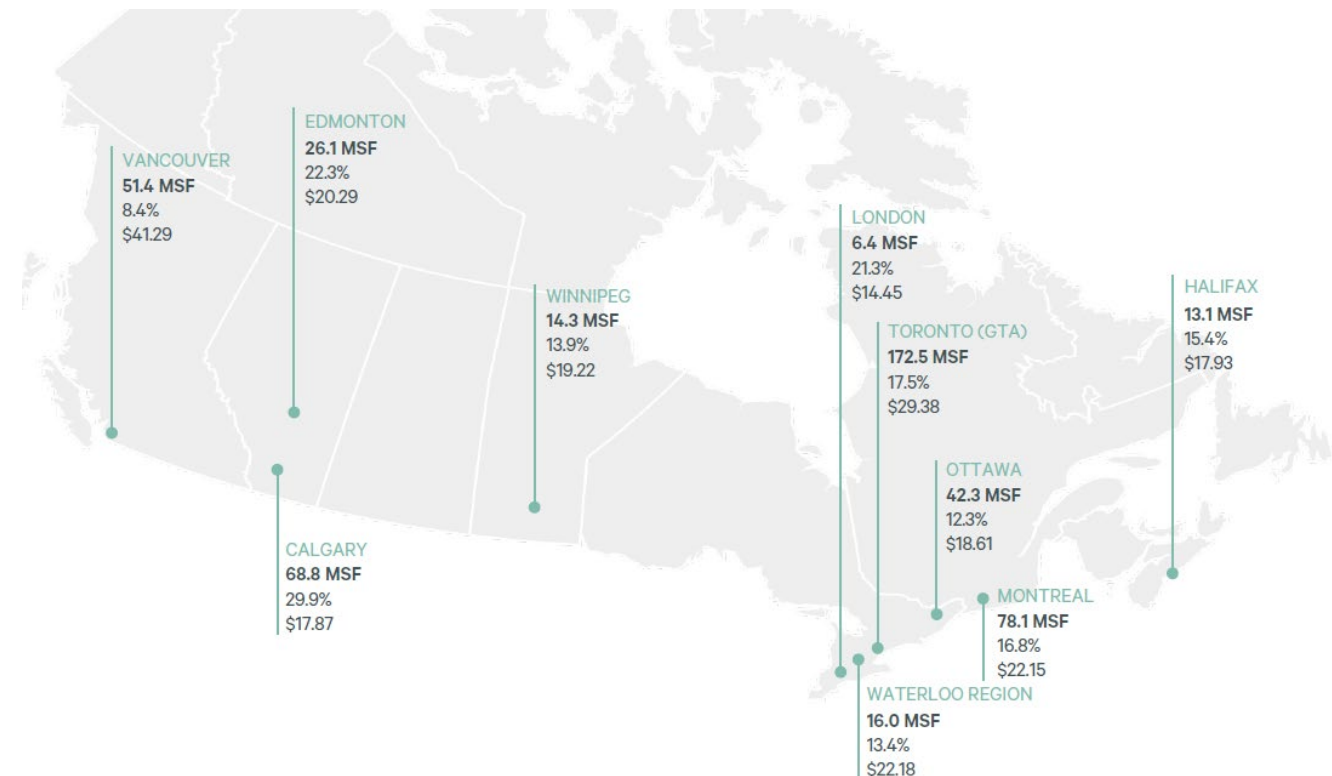 EDMONTON
26.1 MSF
22.3%
$20.29
VANCOUVER
51.4 MSF
8.4%
$41.29
LONDON
6.4 MSF
21.3%
$14.45
WINNIPEG
14.3 MSF
13.9%
$19.22
HALIFAX
13.1 MSF
15.4%
$17.93
TORONTO (GTA)
172.5 MSF
17.5%
$29.38
OTTAWA
42.3 MSF
12.3%
$18.61
CALGARY
68.8 MSF
29.9%
$17.87
MONTREAL
78.1 MSF
16.8%
$22.15
WATERLOO REGION
16.0 MSF
13.4%
$22.18